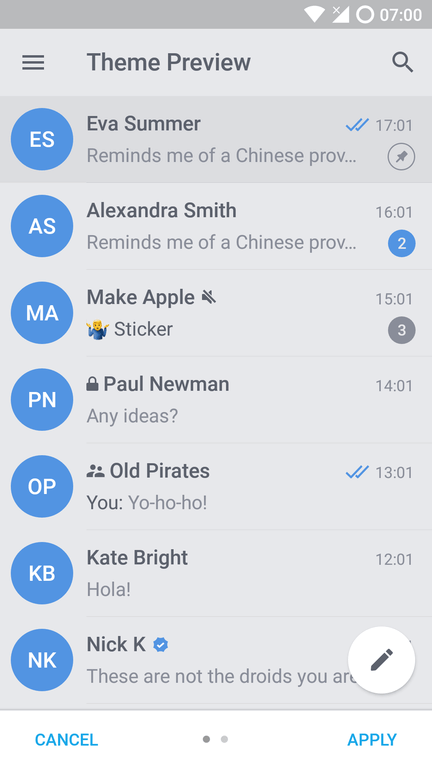 07:00
Theme Preview
ES Eva Summer 17:01
Reminds me of a Chinese prov...
AS Alexandra Smith 16:01
Reminds me of a Chinese prov... 2
MA Make Apple 15:01
Sticker 3
PN Paul Newman 14:01
Any ideas?
OP Old Pirates 13:01
You: Yo-ho-ho!
KB Kate Bright 12:01
Hola!
NK Nick K
These are not the droids you are
CANCEL APPLY